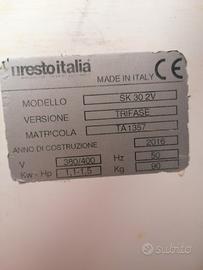 prestoitalia
MADE IN ITALY CE
MODELLO SK 30 2V
VERSIONE TRIFASE
MATRICOLA TA1357
ANNO DI COSTRUZIONE 2016
V 380/400 Hz 50
Kw - Hp 1,1-1,5 Kg 90
subito